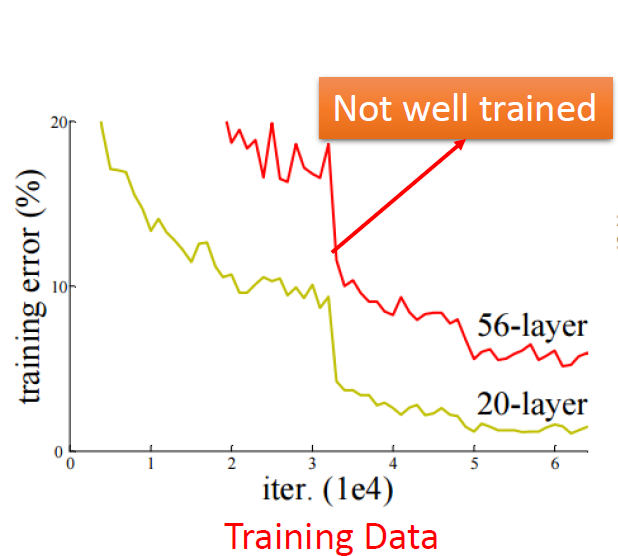 Not well trained
20
10
0
training error (%)
56-layer
20-layer
0 1 2 3 4 5 6
iter. (1e4)
Training Data